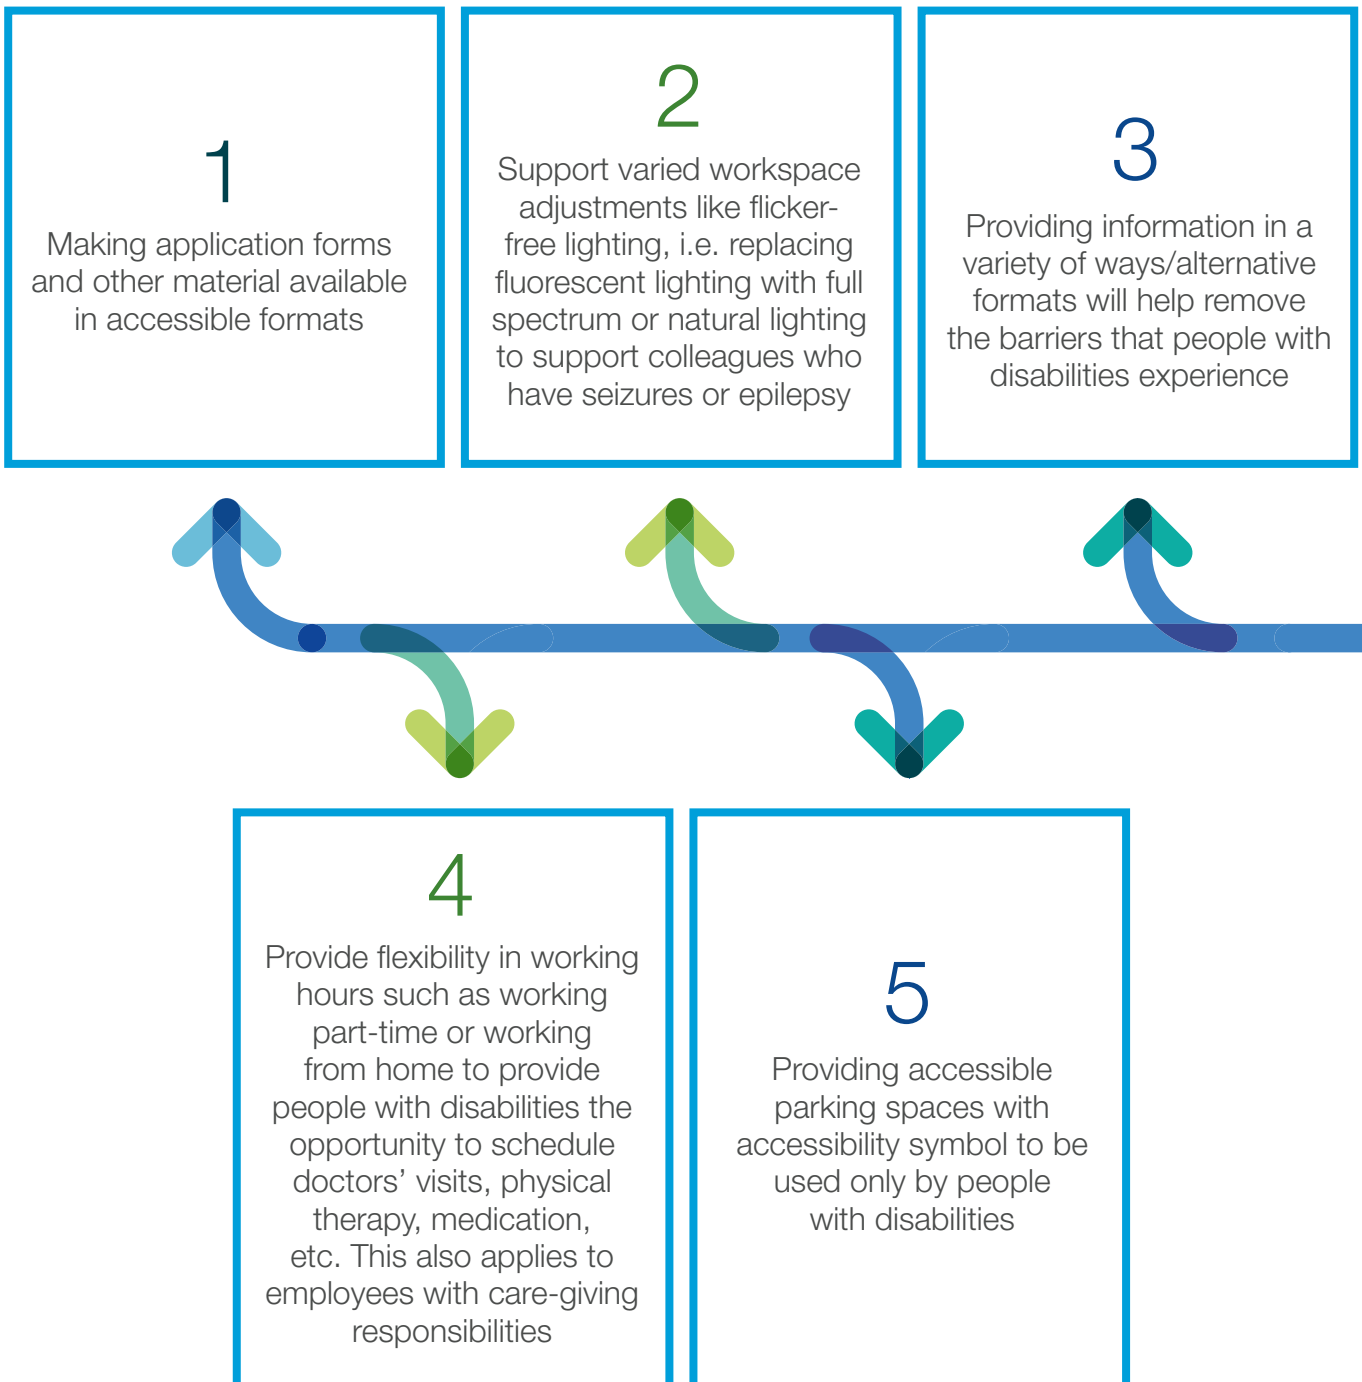 1
Making application forms
and other material available
in accessible formats
2
Support varied workspace
adjustments like flicker-
free lighting, i.e. replacing
fluorescent lighting with full
spectrum or natural lighting
to support colleagues who
have seizures or epilepsy
3
Providing information in a
variety of ways/alternative
formats will help remove
the barriers that people with
disabilities experience
4
Provide flexibility in working
hours such as working
part-time or working
from home to provide
people with disabilities the
opportunity to schedule
doctors’ visits, physical
therapy, medication,
etc. This also applies to
employees with care-giving
responsibilities
5
Providing accessible
parking spaces with
accessibility symbol to be
used only by people
with disabilities